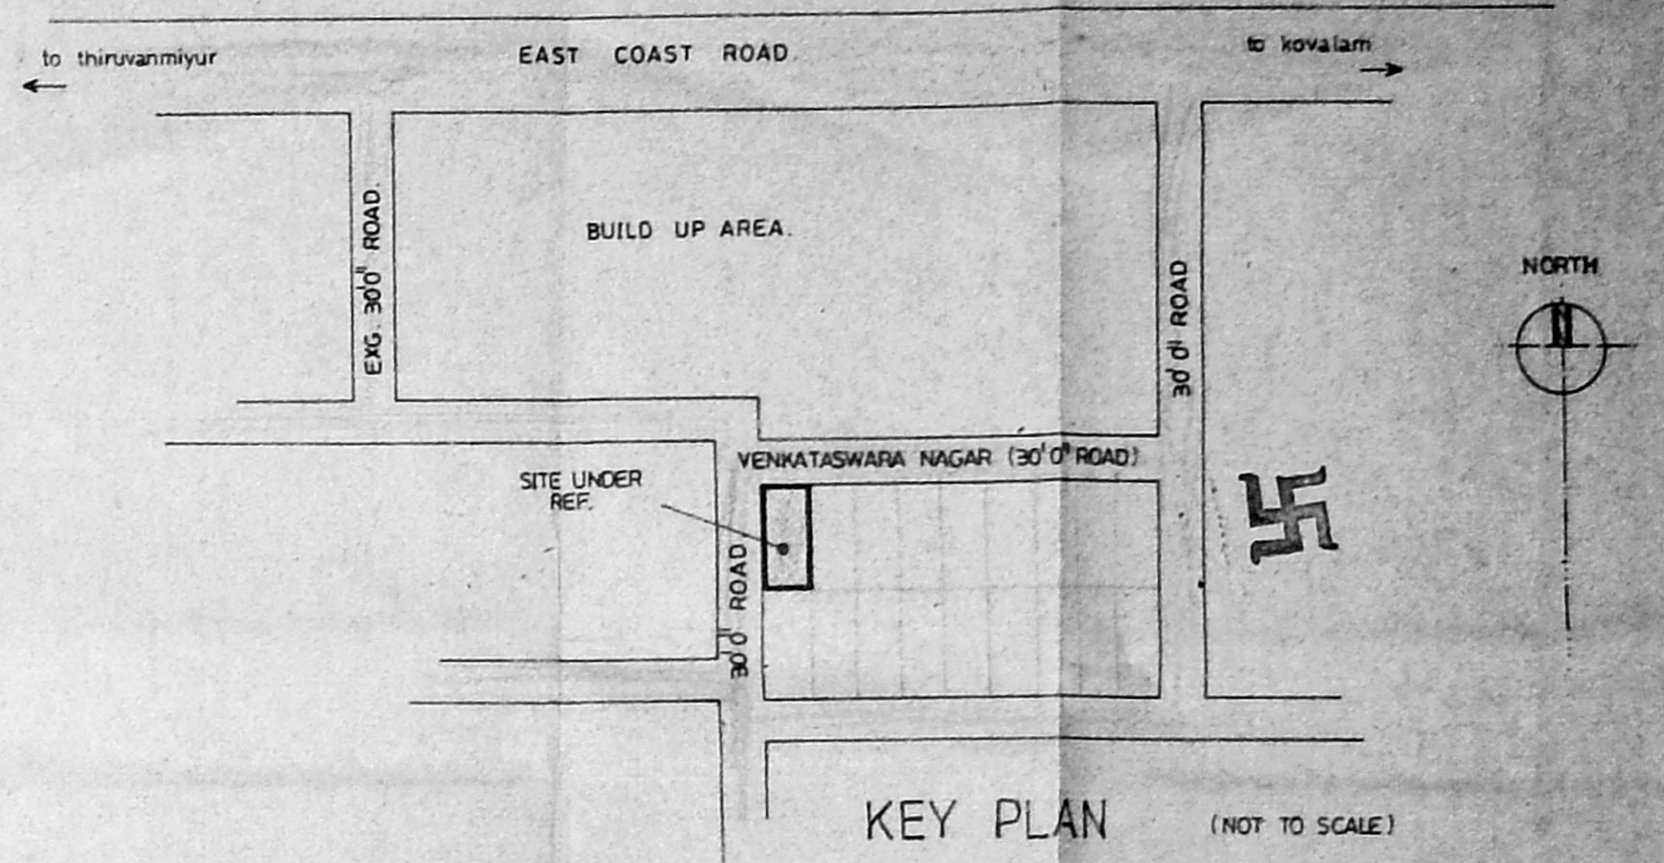 EAST COAST ROAD.
to thiruvanmiyur
to kovalam
EXG. 30'0" ROAD.
BUILD UP AREA.
30'0" ROAD
NORTH
N
VENKATASWARA NAGAR (30'0" ROAD)
SITE UNDER
REF.
30'0" ROAD
KEY PLAN
(NOT TO SCALE)